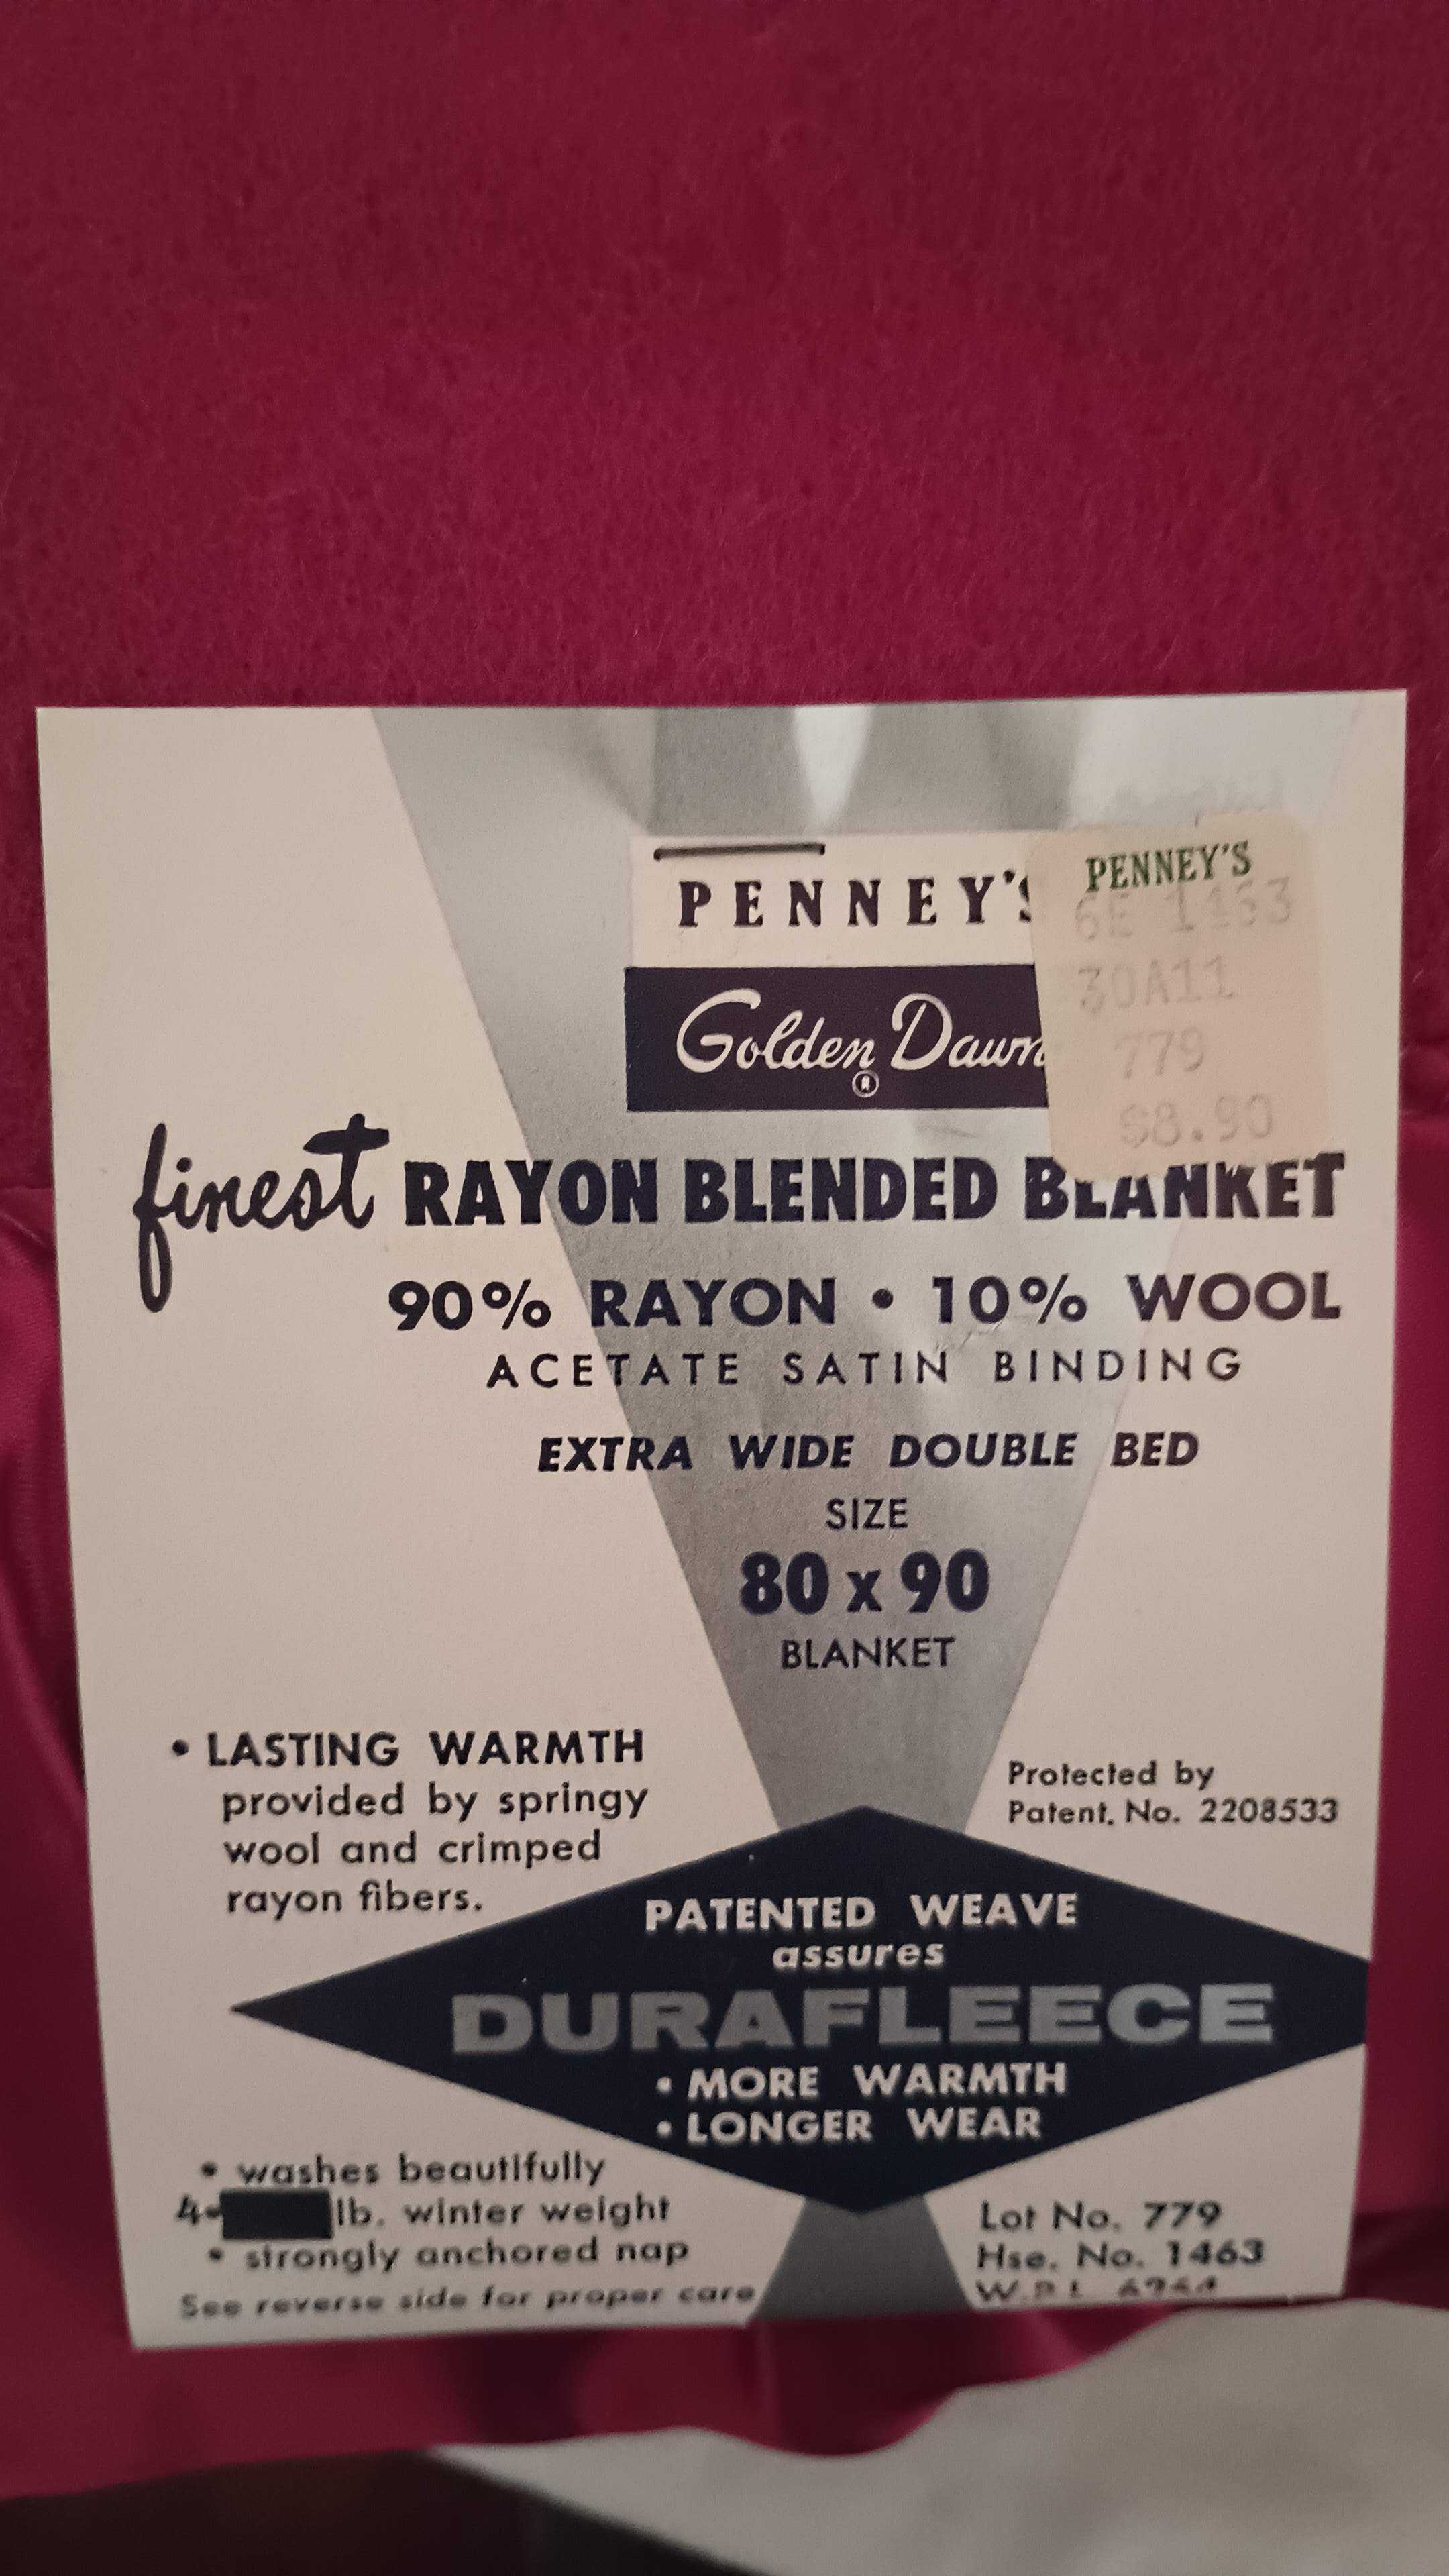 PENNEY'S
PENNEY'S
30A11
779
$8.90
Golden Dawn
®
finest RAYON BLENDED BLANKET
90% RAYON • 10% WOOL
ACETATE SATIN BINDING
EXTRA WIDE DOUBLE BED
SIZE
80 x 90
BLANKET
• LASTING WARMTH
provided by springy
wool and crimped
rayon fibers.
Protected by
Patent. No. 2208533
PATENTED WEAVE
assures
DURAFLEECE
• MORE WARMTH
• LONGER WEAR
• washes beautifully
4 lb. winter weight
• strongly anchored nap
See reverse side for proper care
Lot No. 779
Hse. No. 1463